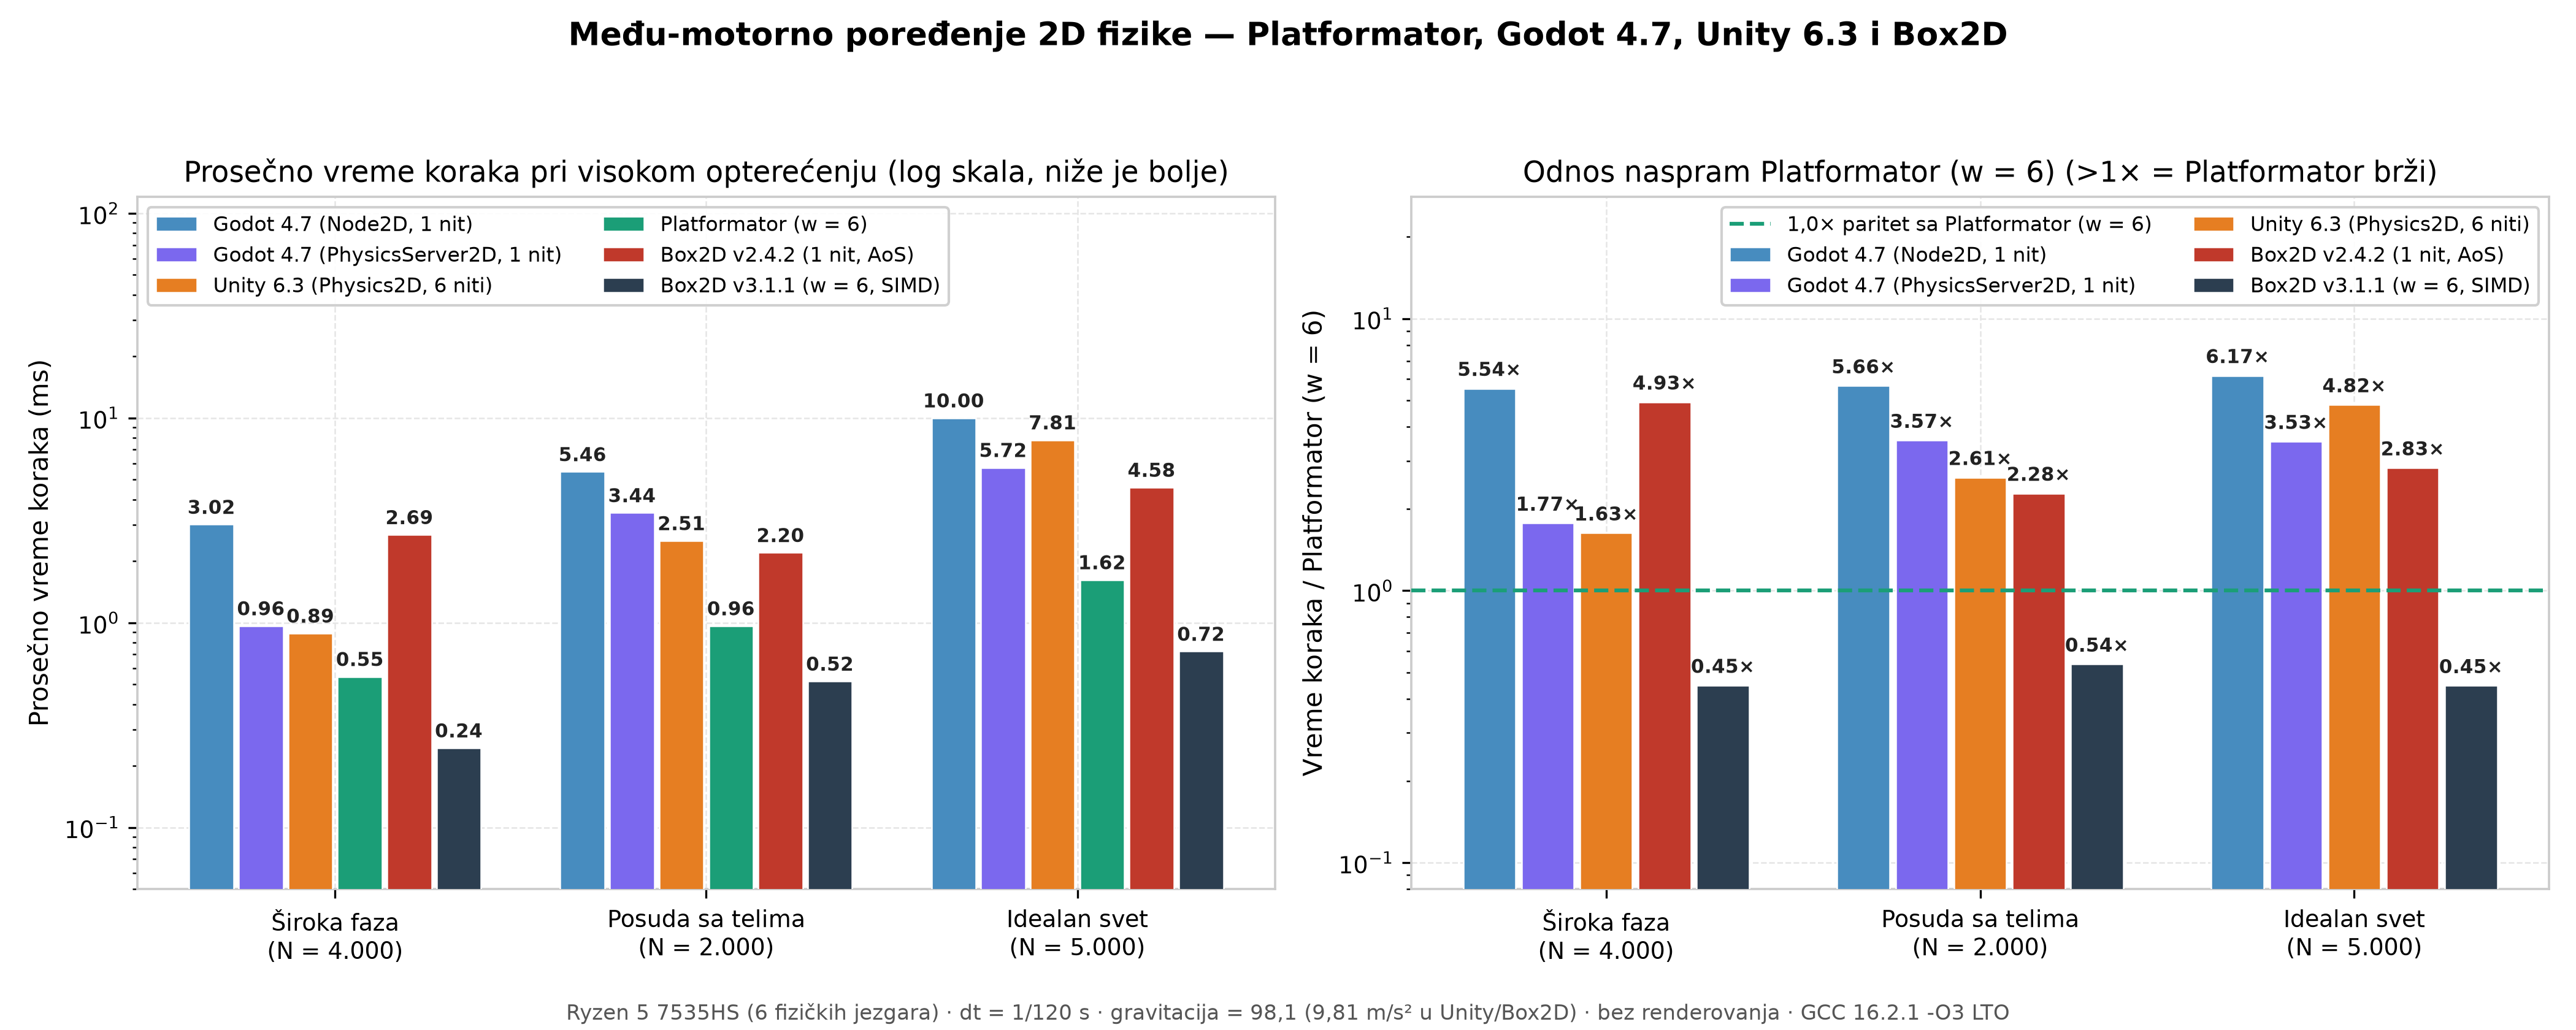 Među-motorno poređenje 2D fizike — Platformator, Godot 4.7, Unity 6.3 i Box2D
Prosečno vreme koraka pri visokom opterećenju (log skala, niže je bolje)
Prosečno vreme koraka (ms)
10²
10¹
10⁰
10⁻¹
Godot 4.7 (Node2D, 1 nit)
Godot 4.7 (PhysicsServer2D, 1 nit)
Unity 6.3 (Physics2D, 6 niti)
Platformator (w = 6)
Box2D v2.4.2 (1 nit, AoS)
Box2D v3.1.1 (w = 6, SIMD)
3.02
0.96
0.89
0.55
2.69
0.24
5.46
3.44
2.51
0.96
2.20
0.52
10.00
5.72
7.81
1.62
4.58
0.72
Široka faza
(N = 4.000)
Posuda sa telima
(N = 2.000)
Idealan svet
(N = 5.000)
Odnos naspram Platformator (w = 6) (>1× = Platformator brži)
Vreme koraka / Platformator (w = 6)
10¹
10⁰
10⁻¹
1,0× paritet sa Platformator (w = 6)
Godot 4.7 (Node2D, 1 nit)
Godot 4.7 (PhysicsServer2D, 1 nit)
Unity 6.3 (Physics2D, 6 niti)
Box2D v2.4.2 (1 nit, AoS)
Box2D v3.1.1 (w = 6, SIMD)
5.54×
1.77×
1.63×
4.93×
0.45×
5.66×
3.57×
2.61×
2.28×
0.54×
6.17×
3.53×
4.82×
2.83×
0.45×
Široka faza
(N = 4.000)
Posuda sa telima
(N = 2.000)
Idealan svet
(N = 5.000)
Ryzen 5 7535HS (6 fizičkih jezgara) · dt = 1/120 s · gravitacija = 98,1 (9,81 m/s² u Unity/Box2D) · bez renderovanja · GCC 16.2.1 -O3 LTO